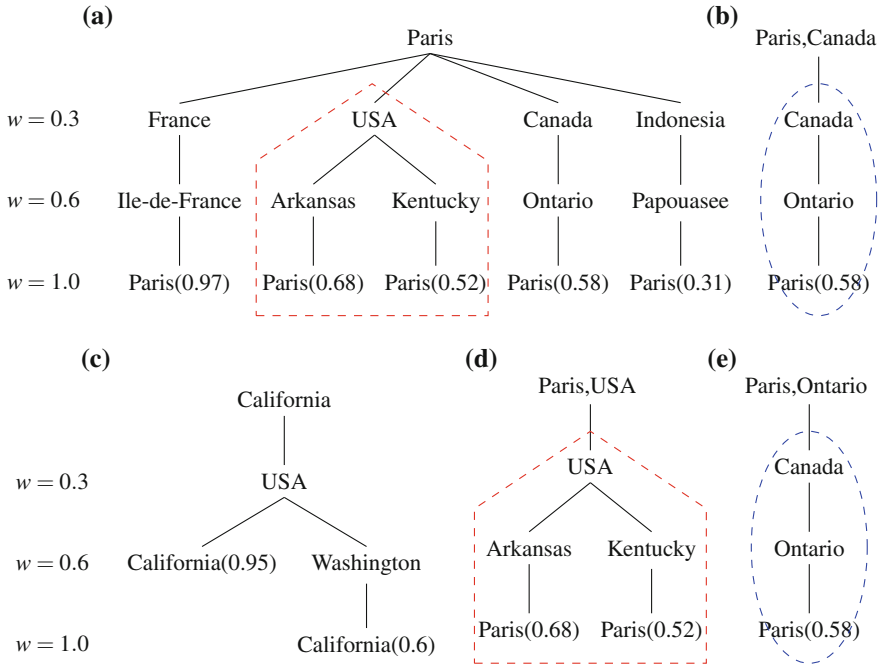 (a) (b)
Paris Paris,Canada
w = 0.3 France USA Canada Indonesia Canada
w = 0.6 Ile-de-France Arkansas Kentucky Ontario Papouasee Ontario
w = 1.0 Paris(0.97) Paris(0.68) Paris(0.52) Paris(0.58) Paris(0.31) Paris(0.58)
(c) (d) (e)
California Paris,USA Paris,Ontario
w = 0.3 USA USA Canada
w = 0.6 California(0.95) Washington Arkansas Kentucky Ontario
w = 1.0 California(0.6) Paris(0.68) Paris(0.52) Paris(0.58)